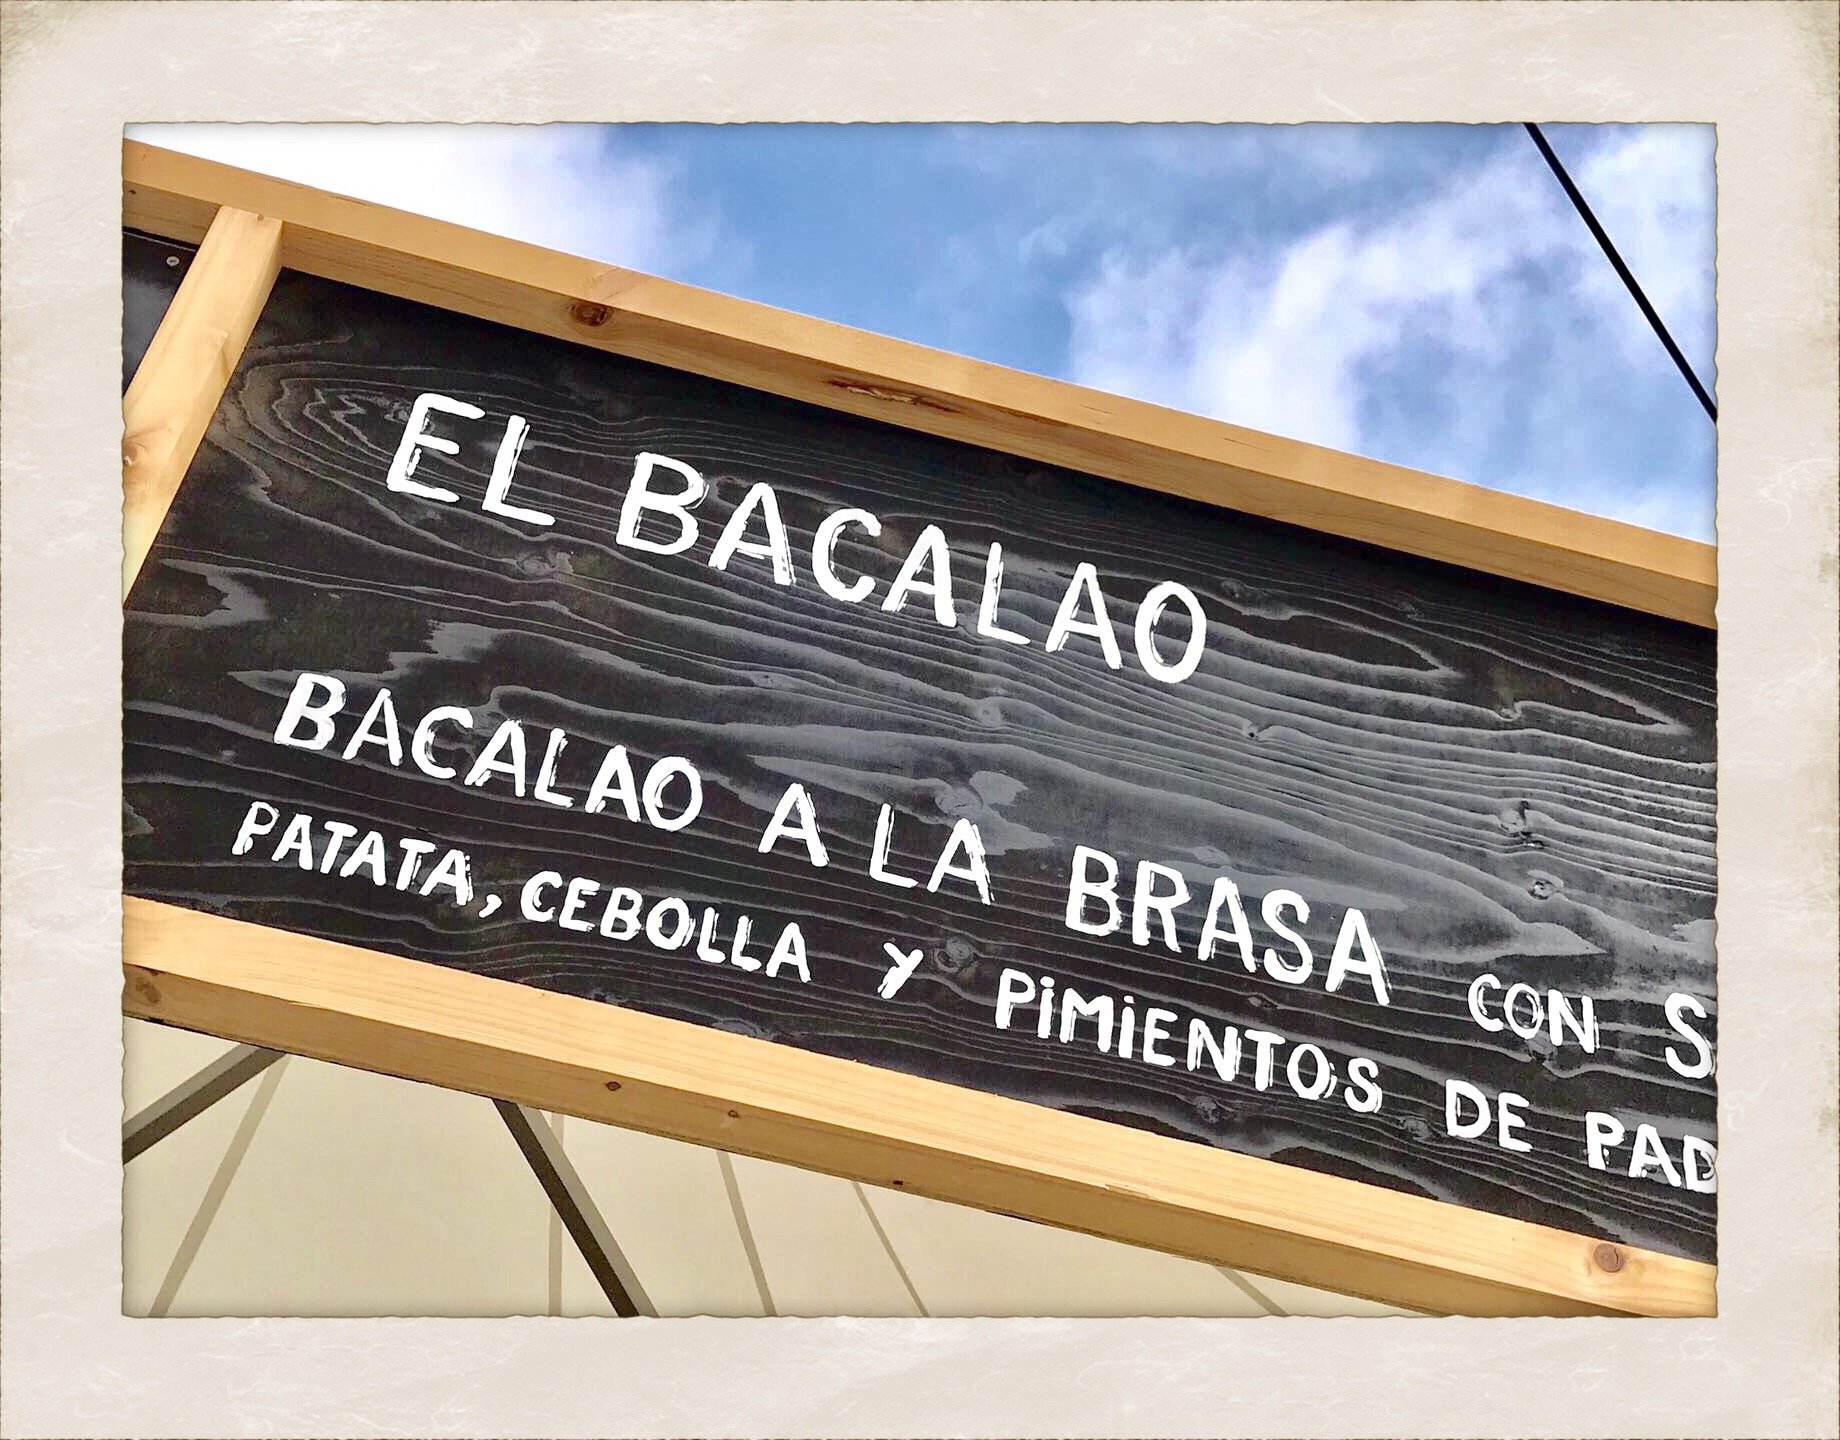 EL BACALAO
BACALAO A LA BRASA CON
PATATA, CEBOLLA Y PIMIENTOS DE